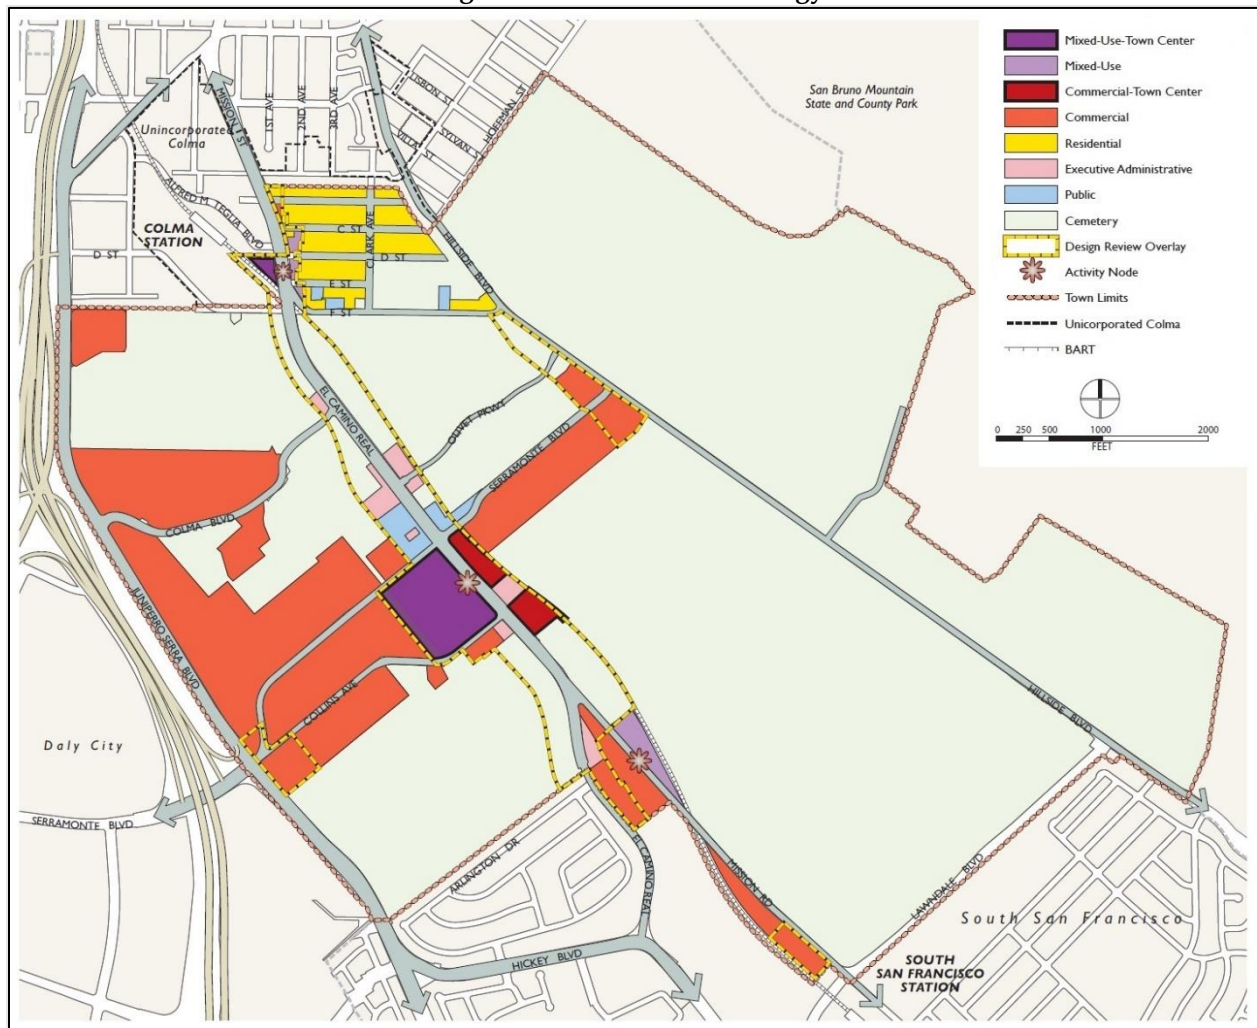 San Bruno Mountain
State and County Park
Mixed-Use-Town Center
Mixed-Use
Commercial-Town Center
Commercial
Residential
Executive Administrative
Public
Cemetery
Design Review Overlay
Activity Node
Town Limits
Unicorporated Colma
BART
0 250 500 1000 2000
FEET
Unincorporated
Colma
MISSION ST
1ST AVE
2ND AVE
3RD AVE
LISBON ST
VILLA ST
SYLVAN ST
HOFFMAN ST
ALFRED M TEGLIA BLVD
COLMA
STATION
D ST
C ST
D ST
E ST
F ST
CLARK AVE
HILLSIDE BLVD
EL CAMINO REAL
OLIVET PKWY
SERRAMONTE BLVD
COLMA BLVD
JUNIPERRO SERRA BLVD
COLLINS AVE
Daly City
SERRAMONTE BLVD
ARLINGTON DR
EL CAMINO REAL
HICKEY BLVD
MISSION RD
HILLSIDE BLVD
LAWNDALE BLVD
South San Francisco
SOUTH
SAN FRANCISCO
STATION